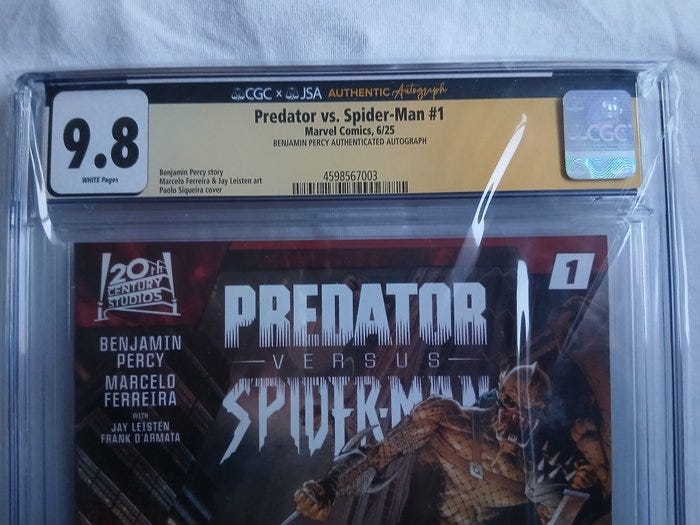 CGC × JSA AUTHENTIC Autograph
9.8
WHITE Pages
Predator vs. Spider-Man #1
Marvel Comics, 6/25
BENJAMIN PERCY AUTHENTICATED AUTOGRAPH
Benjamin Percy story
Marcelo Ferreira & Jay Leisten art
Paolo Siqueira cover
4598567003
CGC
20TH
CENTURY
STUDIOS
1
PREDATOR
VERSUS
SPIDER-MAN
BENJAMIN
PERCY
MARCELO
FERREIRA
WITH
JAY LEISTEN
FRANK D'ARMATA